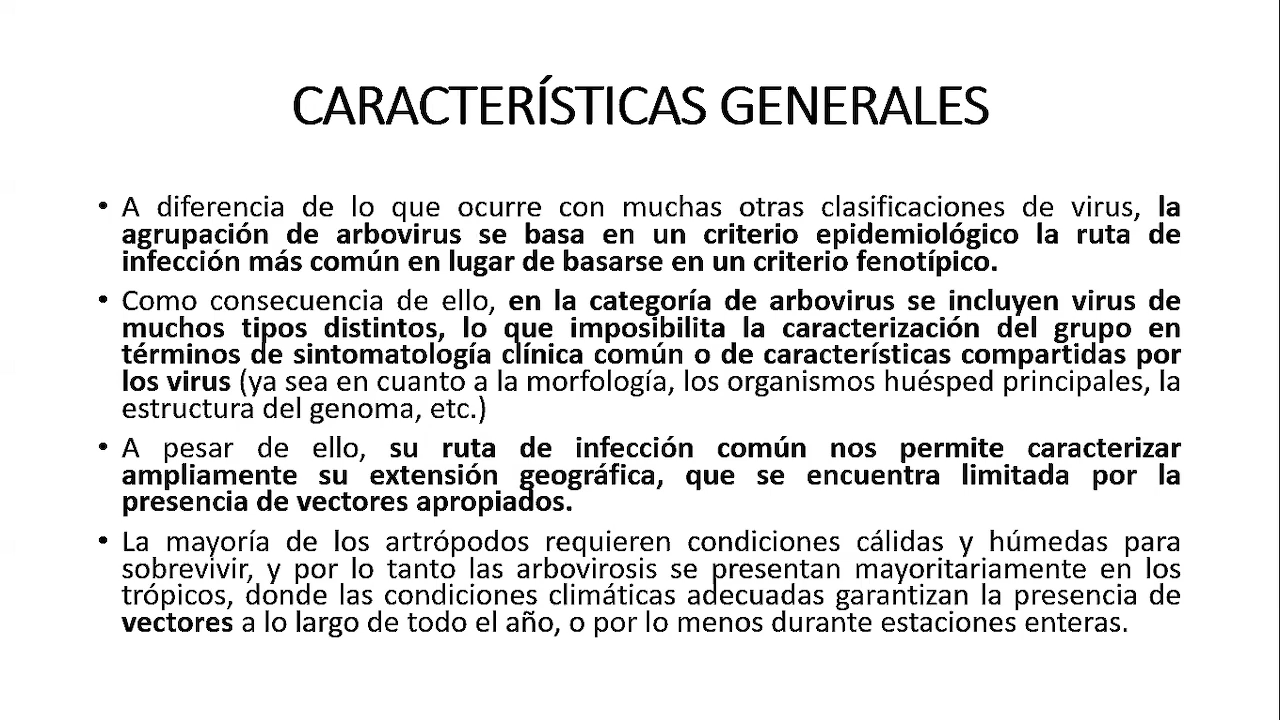 CARACTERÍSTICAS GENERALES
• A diferencia de lo que ocurre con muchas otras clasificaciones de virus, la
agrupación de arbovirus se basa en un criterio epidemiológico la ruta de
infección más común en lugar de basarse en un criterio fenotípico.
• Como consecuencia de ello, en la categoría de arbovirus se incluyen virus de
muchos tipos distintos, lo que imposibilita la caracterización del grupo en
términos de sintomatología clínica común o de características compartidas por
los virus (ya sea en cuanto a la morfología, los organismos huésped principales, la
estructura del genoma, etc.)
• A pesar de ello, su ruta de infección común nos permite caracterizar
ampliamente su extensión geográfica, que se encuentra limitada por la
presencia de vectores apropiados.
• La mayoría de los artrópodos requieren condiciones cálidas y húmedas para
sobrevivir, y por lo tanto las arbovirosis se presentan mayoritariamente en los
trópicos, donde las condiciones climáticas adecuadas garantizan la presencia de
vectores a lo largo de todo el año, o por lo menos durante estaciones enteras.